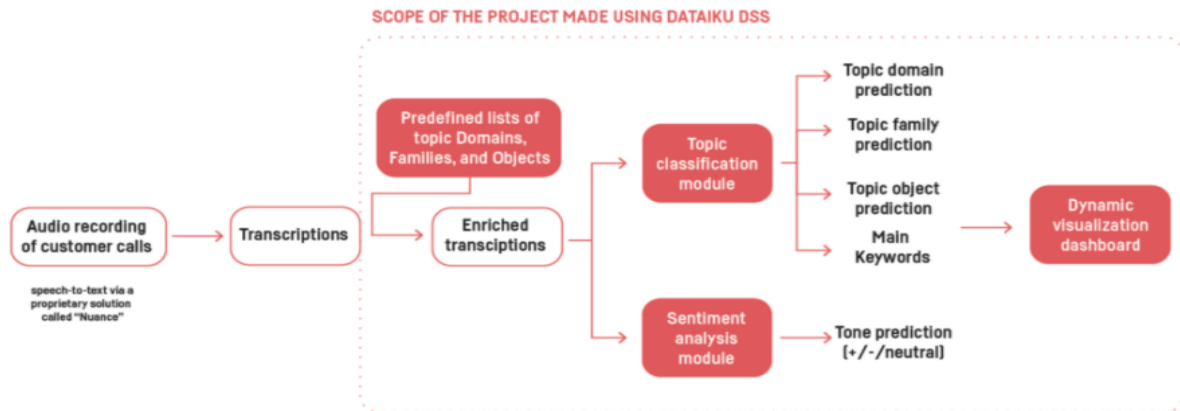 SCOPE OF THE PROJECT MADE USING DATAIKU DSS
Audio recording
of customer calls
speech-to-text via a
proprietary solution
called “Nuance”
Transcriptions
Predefined lists of
topic Domains,
Families, and Objects
Enriched
transciptions
Topic
classification
module
Topic domain
prediction
Topic family
prediction
Topic object
prediction
Main
Keywords
Sentiment
analysis
module
Tone prediction
(+/-/neutral)
Dynamic
visualization
dashboard